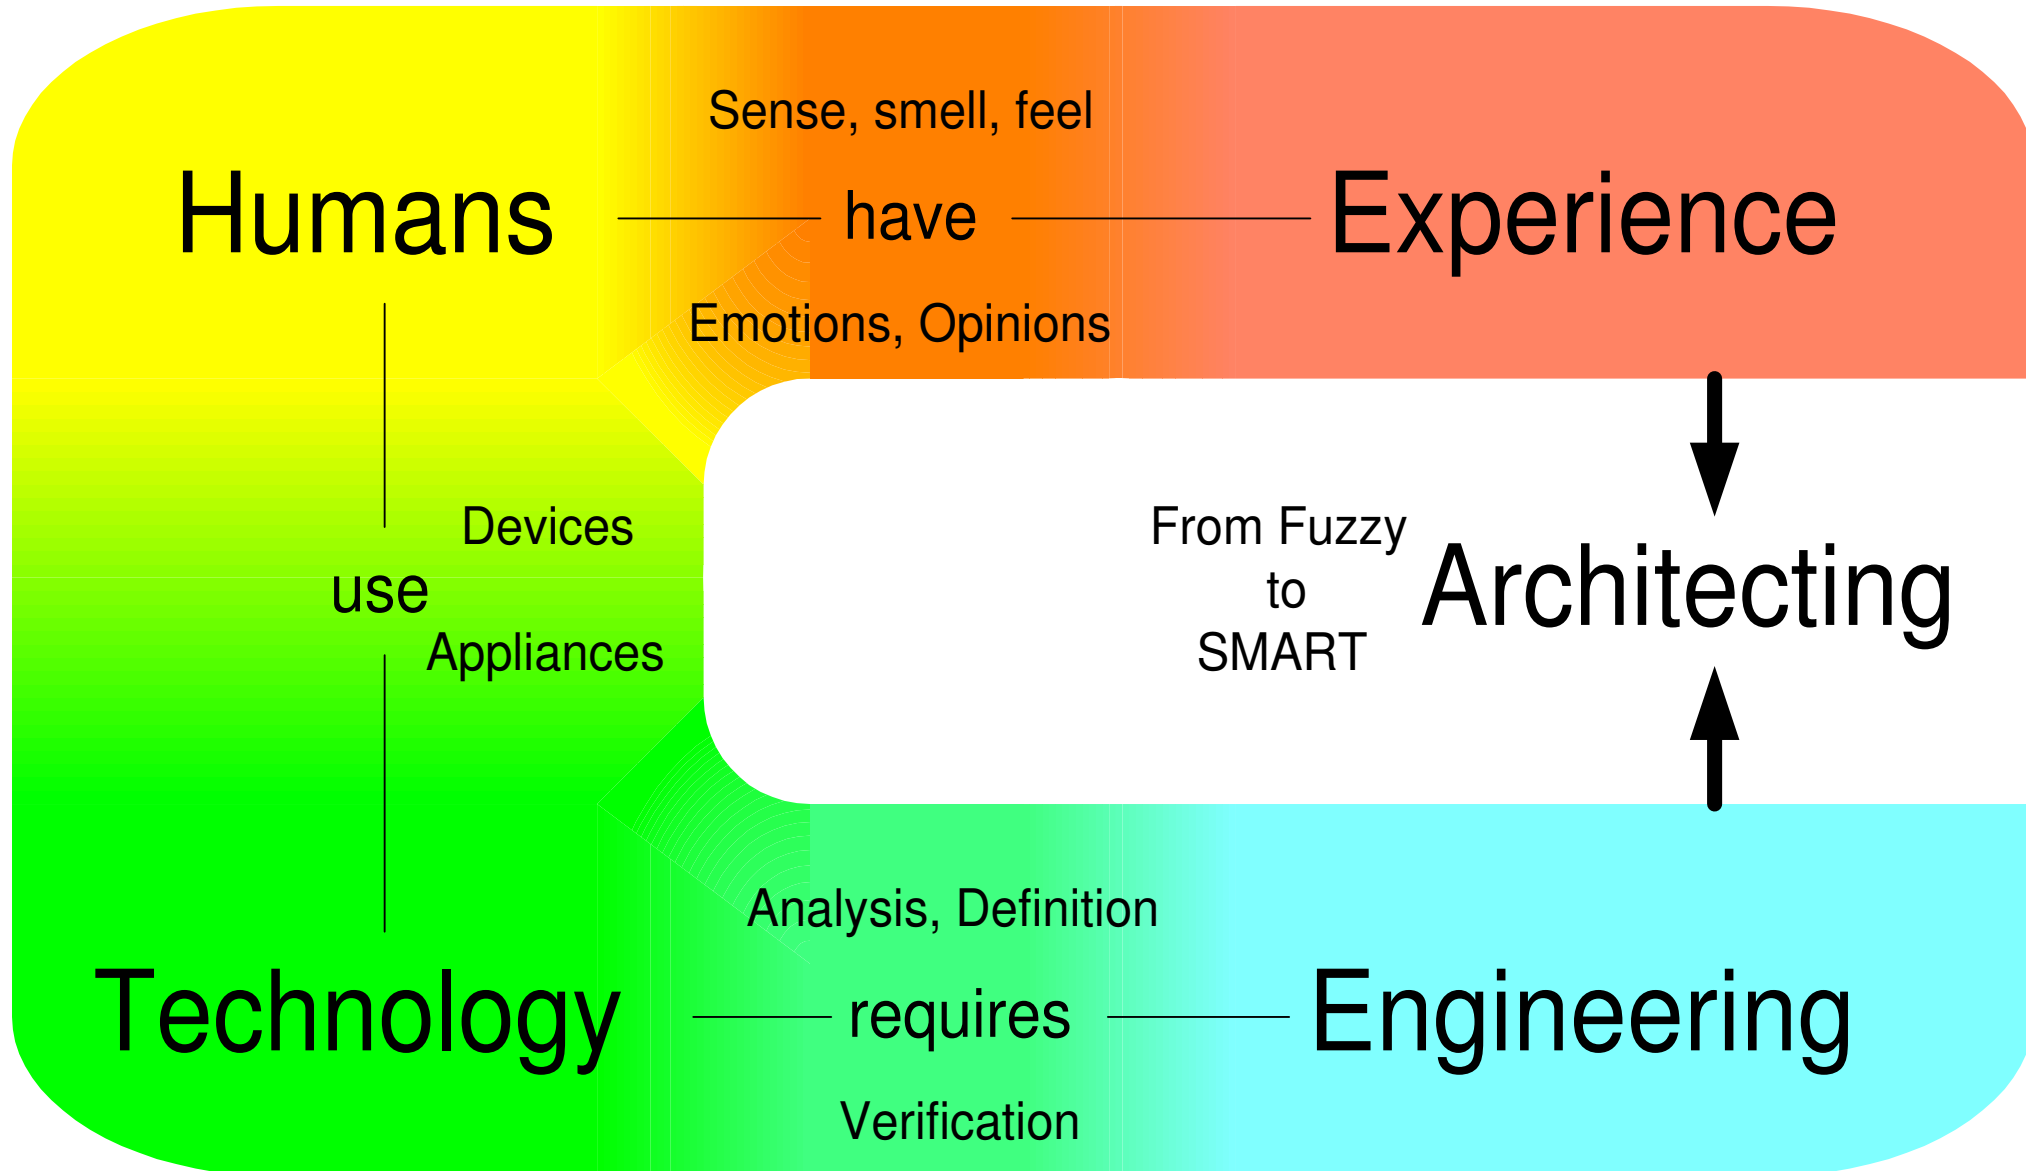 Sense, smell, feel
Humans have Experience
Emotions, Opinions
Devices
use
Appliances
From Fuzzy
to
SMART
Architecting
Analysis, Definition
Technology requires Engineering
Verification